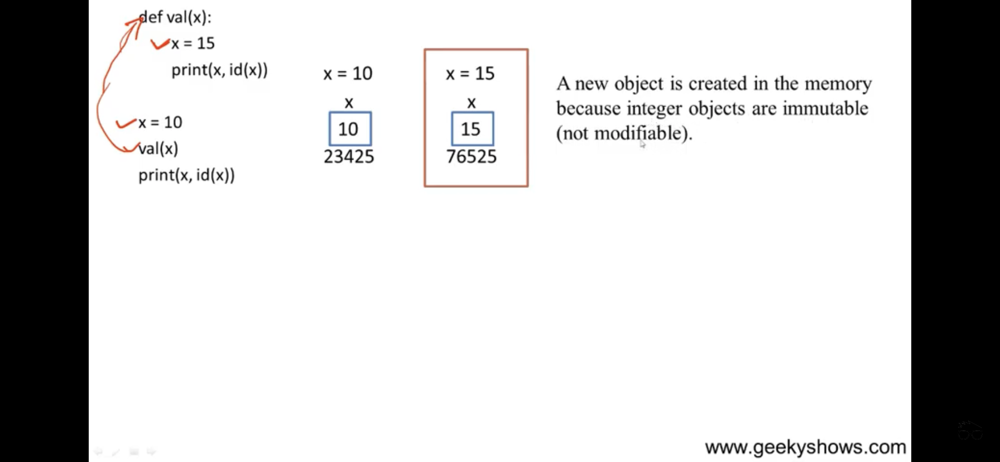 def val(x):
x = 15
print(x, id(x))
x = 10
val(x)
print(x, id(x))
x = 10
x
10
23425
x = 15
x
15
76525
A new object is created in the memory
because integer objects are immutable
(not modifiable).
www.geekyshows.com